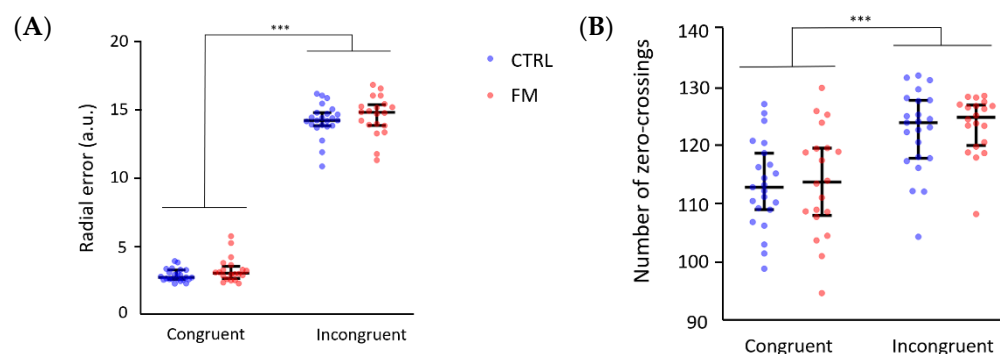 (A)
***
20
15
10
5
0
Radial error (a.u.)
Congruent
Incongruent
CTRL
FM
(B)
***
140
130
120
110
100
90
Number of zero-crossings
Congruent
Incongruent